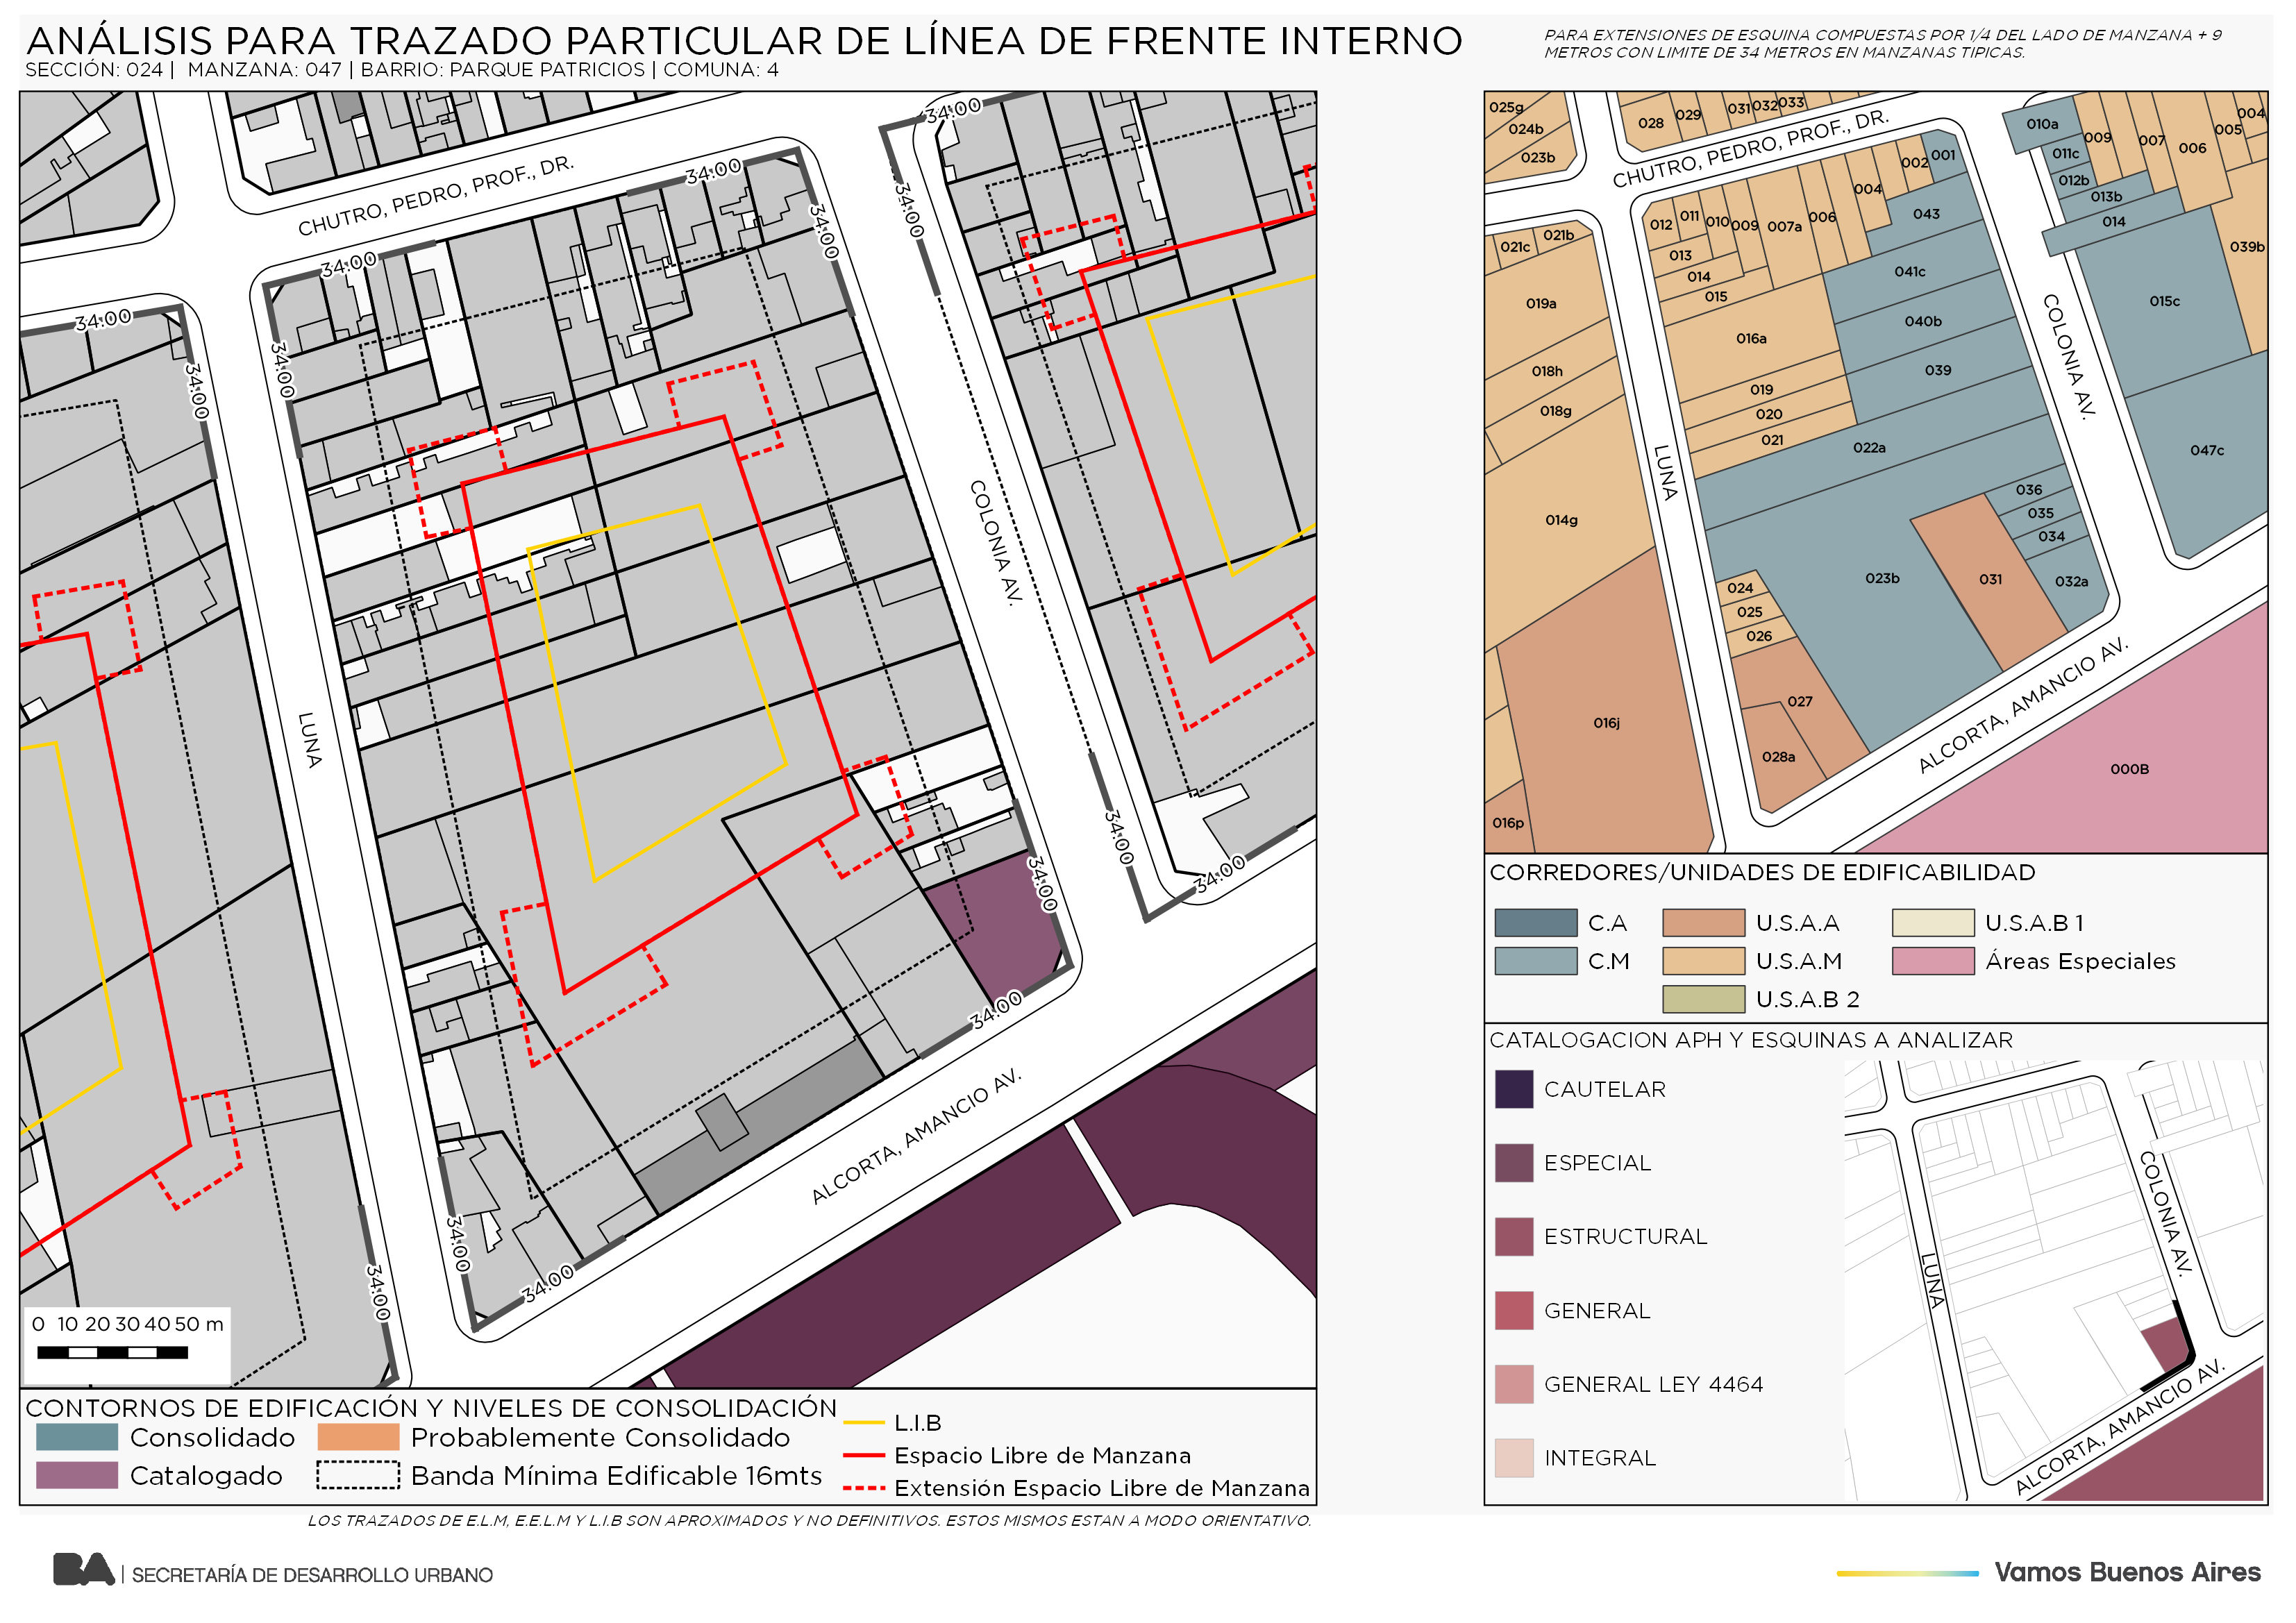 ANÁLISIS PARA TRAZADO PARTICULAR DE LÍNEA DE FRENTE INTERNO
SECCIÓN: 024 | MANZANA: 047 | BARRIO: PARQUE PATRICIOS | COMUNA: 4
PARA EXTENSIONES DE ESQUINA COMPUESTAS POR 1/4 DEL LADO DE MANZANA + 9
METROS CON LIMITE DE 34 METROS EN MANZANAS TIPICAS.
34.00
CHUTRO, PEDRO, PROF., DR.
34.00
34.00
34.00
34.00
34.00
34.00
34.00
COLONIA AV.
LUNA
34.00
34.00
34.00
34.00
ALCORTA, AMANCIO AV.
34.00
34.00
34.00
0 10 20 30 40 50 m
CONTORNOS DE EDIFICACIÓN Y NIVELES DE CONSOLIDACIÓN
Consolidado
Probablemente Consolidado
Catalogado
Banda Mínima Edificable 16mts
L.I.B
Espacio Libre de Manzana
Extensión Espacio Libre de Manzana
LOS TRAZADOS DE E.L.M, E.E.L.M Y L.I.B SON APROXIMADOS Y NO DEFINITIVOS. ESTOS MISMOS ESTAN A MODO ORIENTATIVO.
025g
024b
023b
028
029
031
032
033
CHUTRO, PEDRO, PROF., DR.
010a
009
007
006
005
004
011c
012b
013b
014
039b
015c
047c
021c
021b
019a
018h
018g
014g
016j
016p
012
011
010
009
007a
006
004
002
001
013
014
015
043
041c
016a
040b
019
039
020
021
022a
036
035
034
032a
031
023b
024
025
026
027
028a
000B
LUNA
COLONIA AV.
ALCORTA, AMANCIO AV.
CORREDORES/UNIDADES DE EDIFICABILIDAD
C.A
U.S.A.A
U.S.A.B 1
C.M
U.S.A.M
Áreas Especiales
U.S.A.B 2
CATALOGACION APH Y ESQUINAS A ANALIZAR
CAUTELAR
ESPECIAL
ESTRUCTURAL
GENERAL
GENERAL LEY 4464
INTEGRAL
COLONIA AV.
LUNA
ALCORTA, AMANCIO AV.
BA | SECRETARÍA DE DESARROLLO URBANO
Vamos Buenos Aires